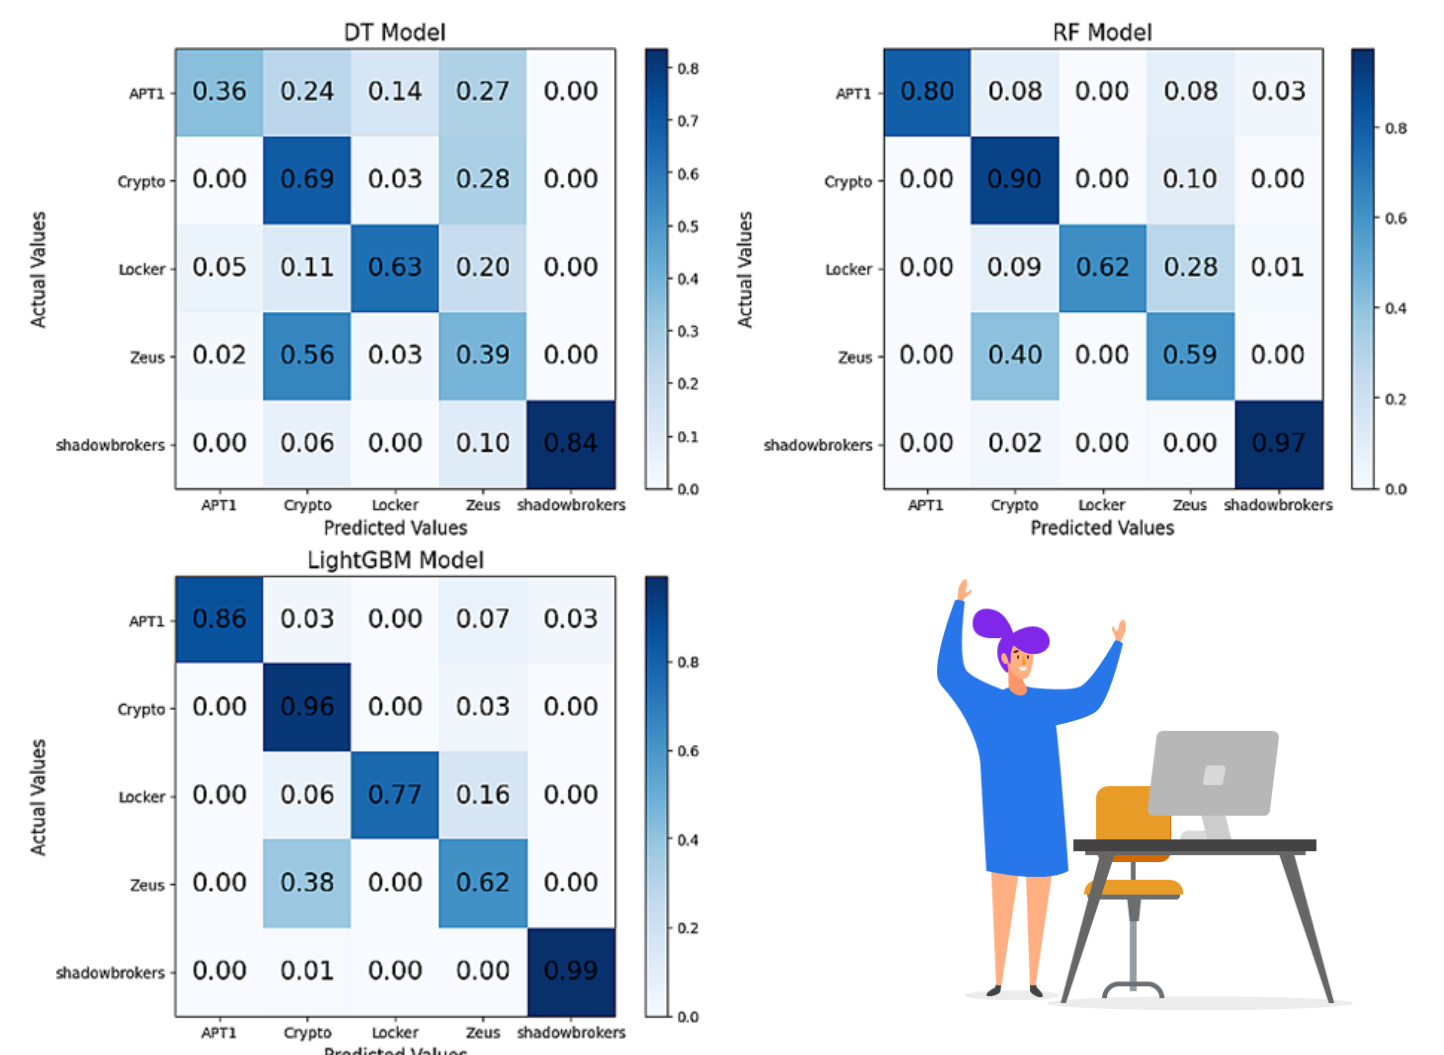 DT Model
0.36 0.24 0.14 0.27 0.00
0.00 0.69 0.03 0.28 0.00
0.05 0.11 0.63 0.20 0.00
0.02 0.56 0.03 0.39 0.00
0.00 0.06 0.00 0.10 0.84
APT1
Crypto
Locker
Zeus
shadowbrokers
Actual Values
APT1 Crypto Locker Zeus shadowbrokers
Predicted Values
0.8
0.7
0.6
0.5
0.4
0.3
0.2
0.1
0.0
RF Model
0.80 0.08 0.00 0.08 0.03
0.00 0.90 0.00 0.10 0.00
0.00 0.09 0.62 0.28 0.01
0.00 0.40 0.00 0.59 0.00
0.00 0.02 0.00 0.00 0.97
APT1
Crypto
Locker
Zeus
shadowbrokers
Actual Values
APT1 Crypto Locker Zeus shadowbrokers
Predicted Values
0.8
0.6
0.4
0.2
0.0
LightGBM Model
0.86 0.03 0.00 0.07 0.03
0.00 0.96 0.00 0.03 0.00
0.00 0.06 0.77 0.16 0.00
0.00 0.38 0.00 0.62 0.00
0.00 0.01 0.00 0.00 0.99
APT1
Crypto
Locker
Zeus
shadowbrokers
Actual Values
APT1 Crypto Locker Zeus shadowbrokers
Predicted Values
0.8
0.6
0.4
0.2
0.0